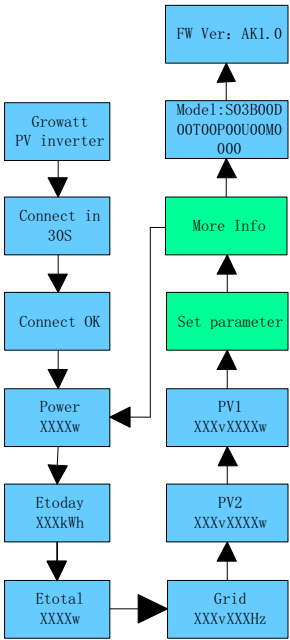 FW Ver: AK1.0
Model:S03B00D
00T00P00U00M0
000
Growatt
PV inverter
Connect in
30S
More Info
Connect OK
Set parameter
Power
XXXXw
PV1
XXXvXXXXw
Etoday
XXXkWh
PV2
XXXvXXXXw
Etotal
XXXXw
Grid
XXXvXXXHz